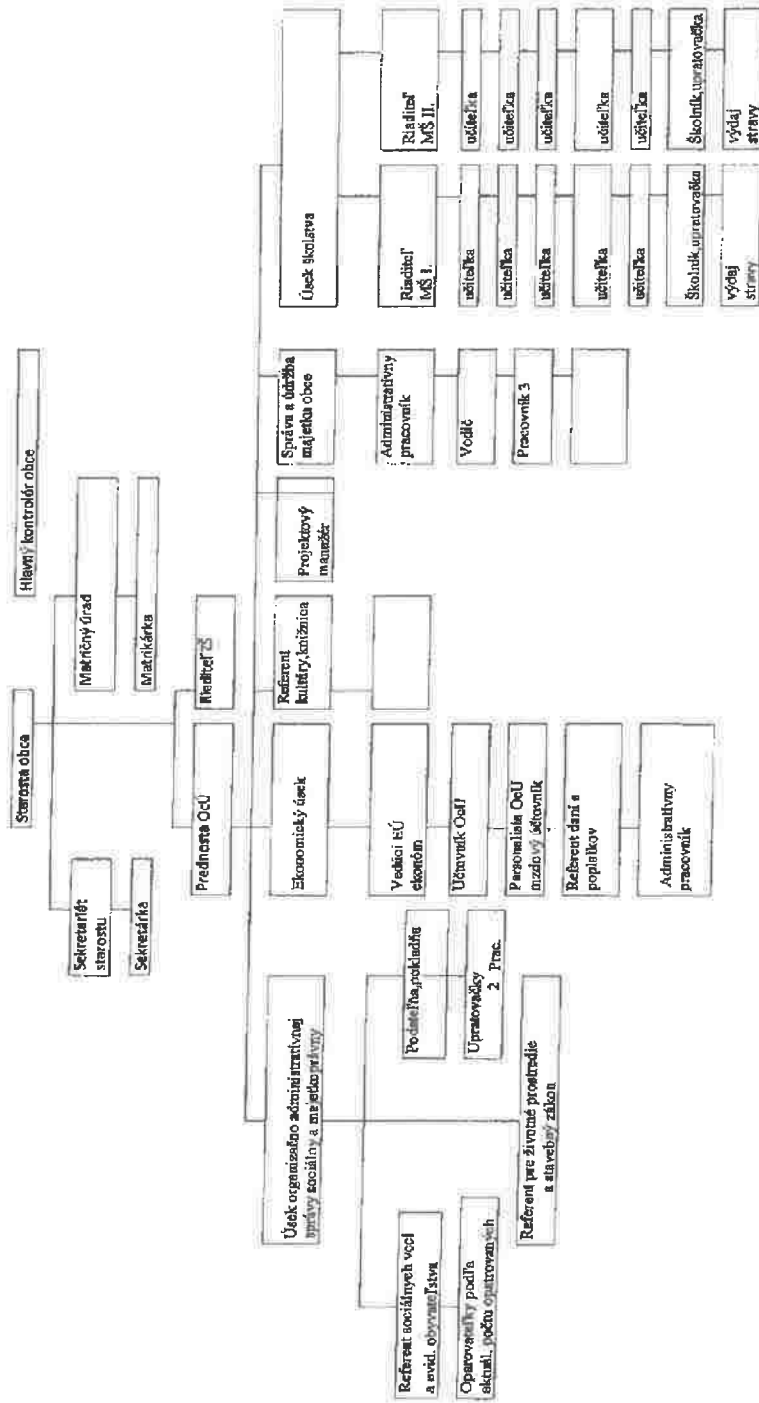 Starosta obce
Hlavný kontrolór obce
Sekretariát
starostu
Matričný úrad
Sekretárka
Matrikárka
Prednosta OcÚ
Riaditeľ ZŠ
Úsek organizačno administratívnej
správy sociálny a majetkoprávny
Ekonomický úsek
Referent
kultúry,knižnica
Projektový
manažér
Správa a údržba
majetku obce
Úsek školstva
Referent sociálnych vecí
a evid. obyvateľstva
Podateľňa,pokladňa
Vedúci EÚ
ekonóm
Administratívny
pracovník
Riaditeľ
MŠ I.
Riaditeľ
MŠ II.
Oparovateľky podľa
aktuál. počtu opatrovaných
Upratovačky
2 Prac.
Účtovník OcÚ
Vodič
učiteľka
učiteľka
Referent pre životné prostredie
a stavebný zákon
Personalista OcÚ
mzdový účtovník
Pracovník 3
učiteľka
učiteľka
učiteľka
učiteľka
Referent daní a
poplatkov
učiteľka
učiteľka
Administratívny
pracovník
učiteľka
učiteľka
Školník,upratovačka
Školník,upratovačka
výdaj
stravy
výdaj
stravy